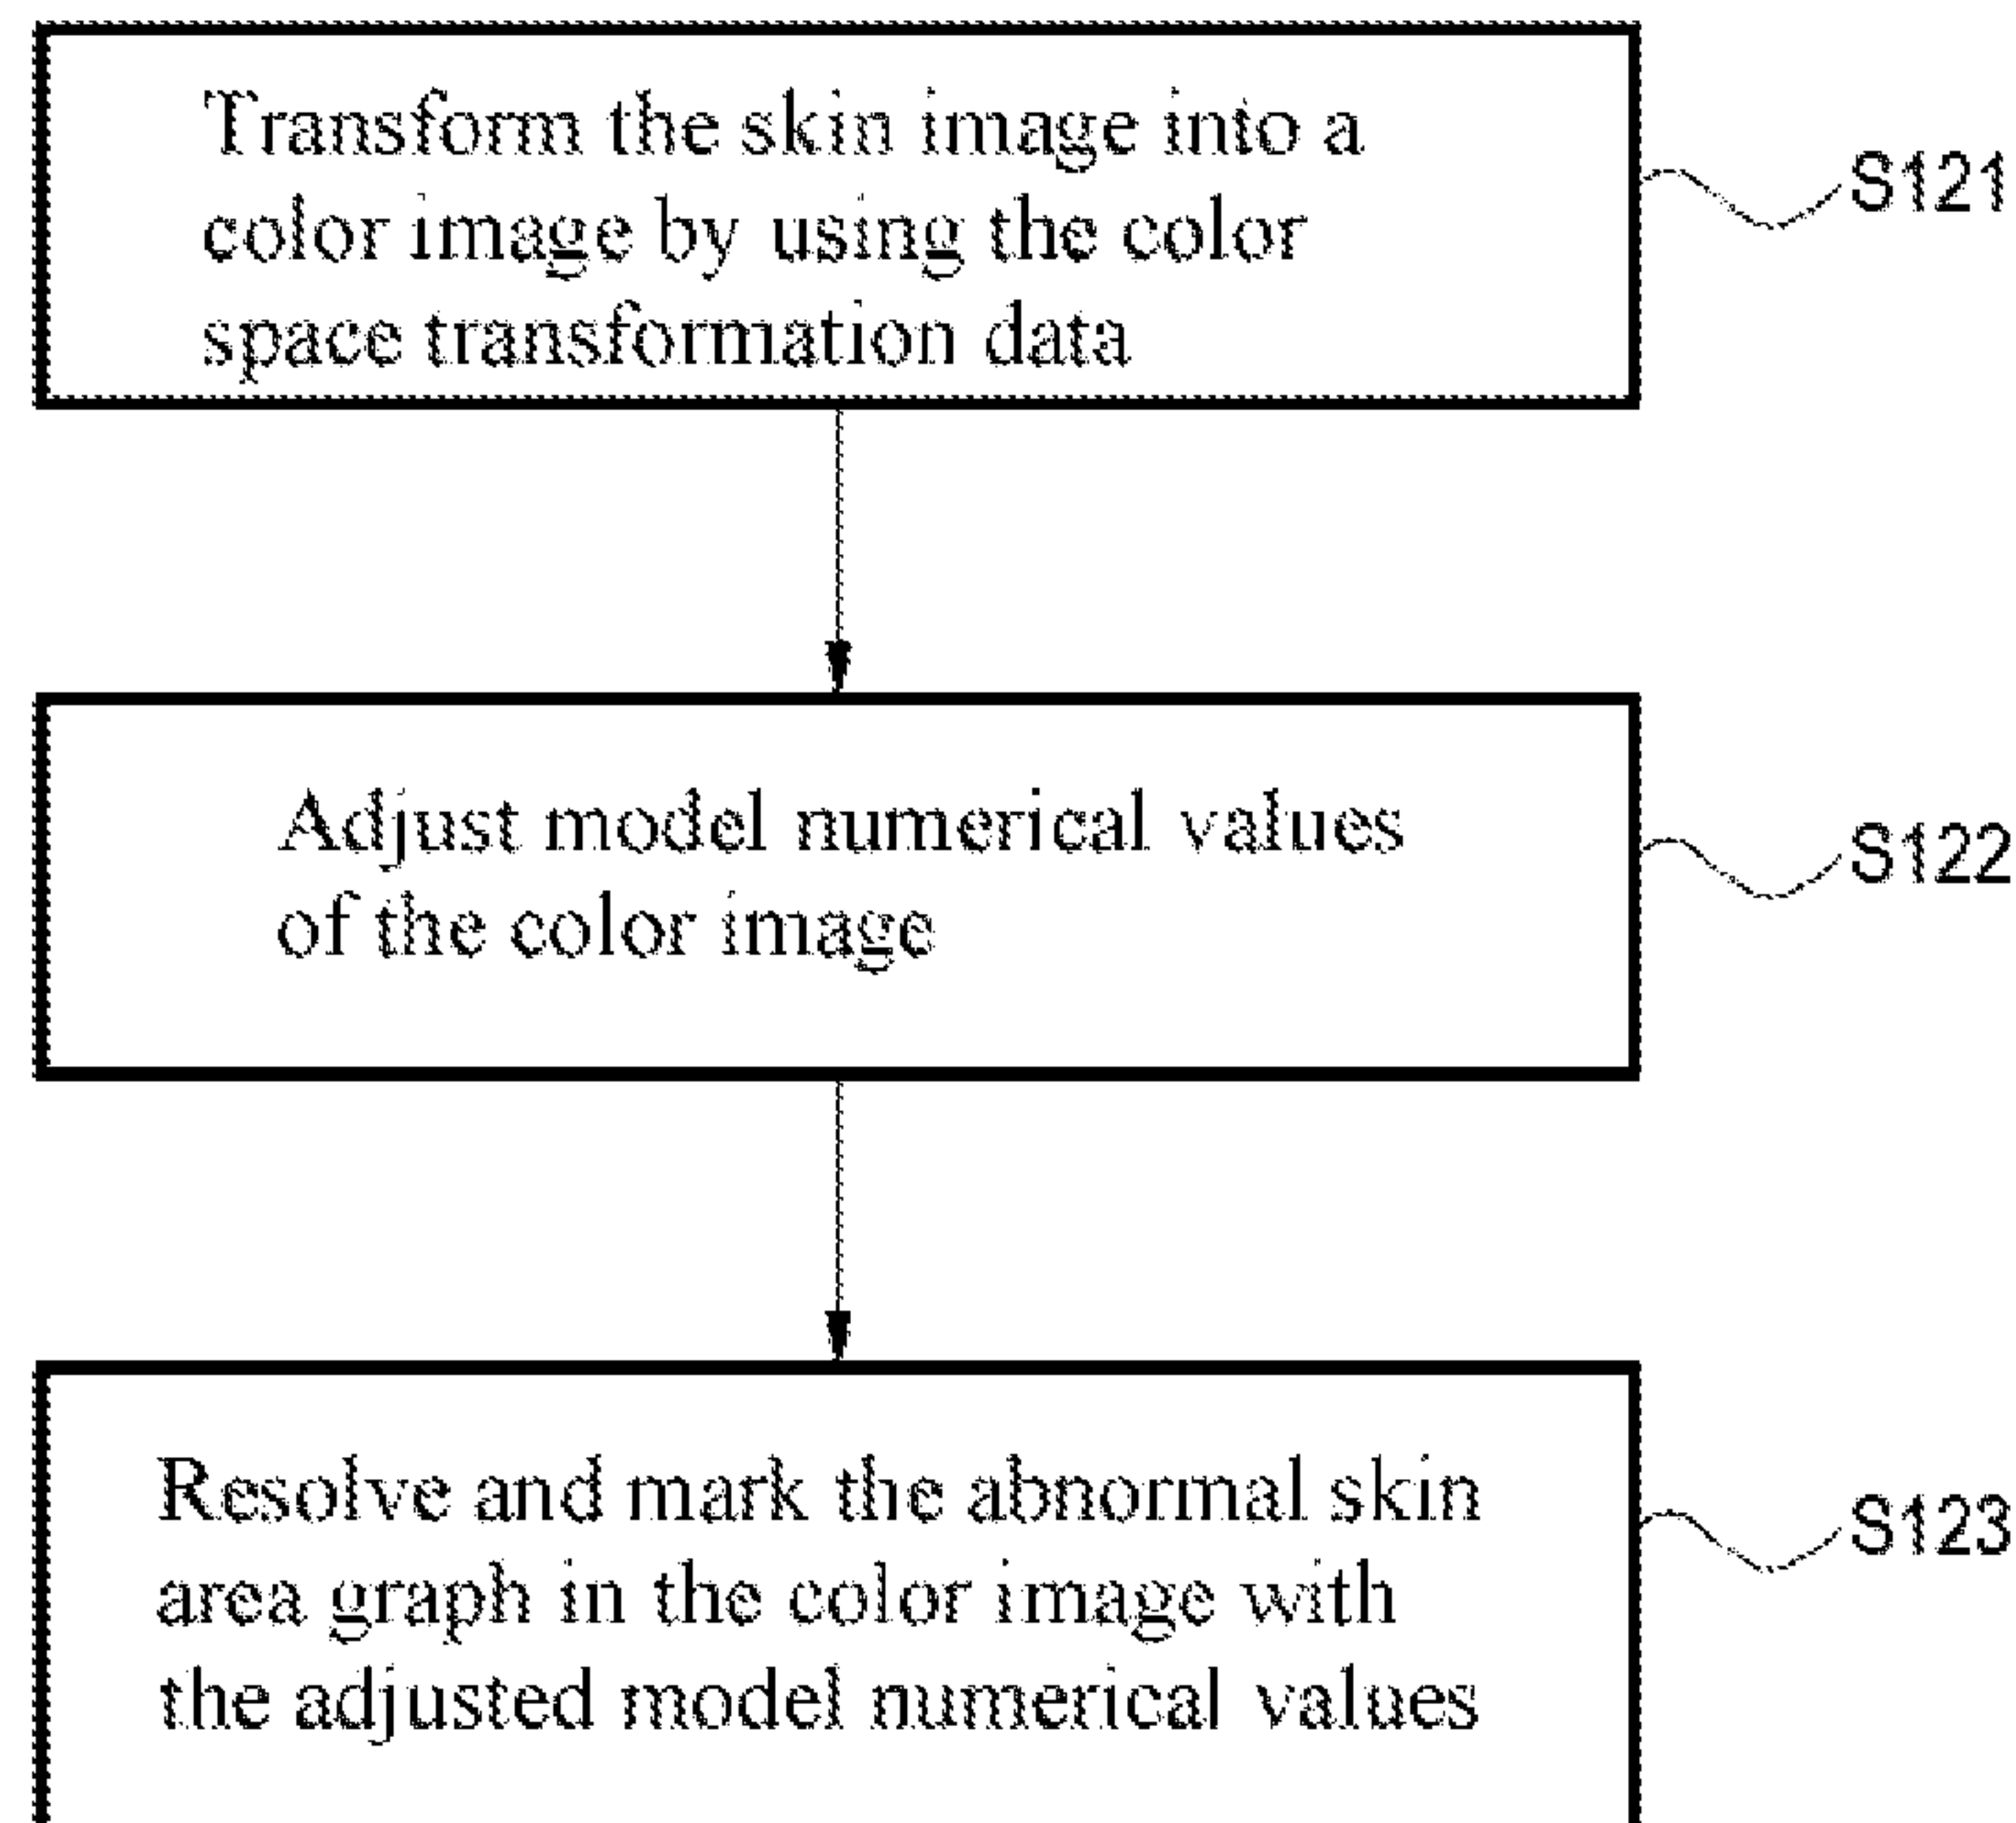 Transform the skin image into a
color image by using the color
space transformation data
S121
Adjust model numerical values
of the color image
S122
Resolve and mark the abnormal skin
area graph in the color image with
the adjusted model numerical values
S123